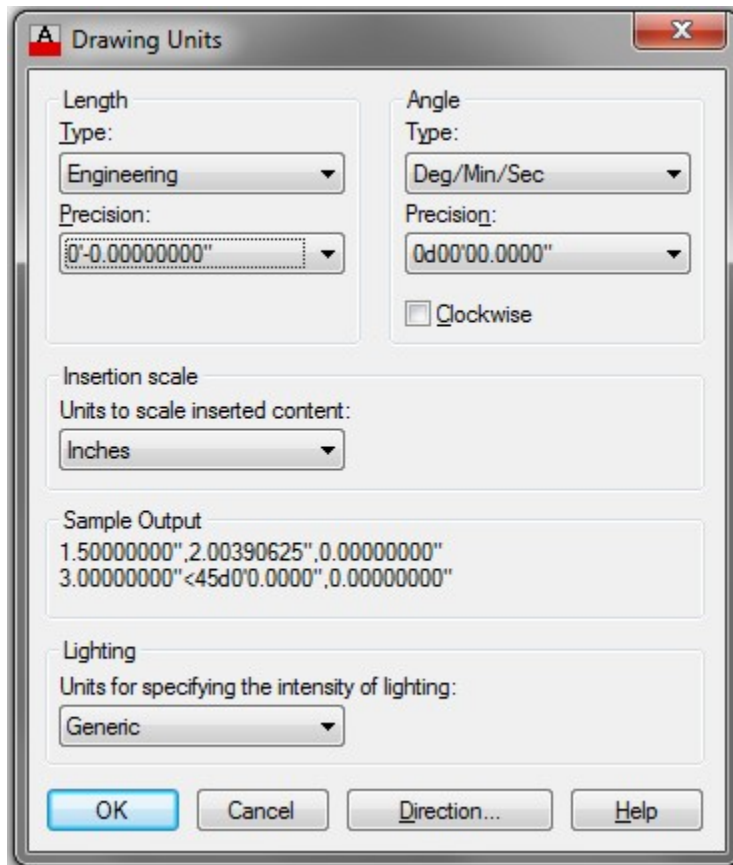 A Drawing Units
Length
Type:
Engineering
Precision:
0'-0.00000000"
Angle
Type:
Deg/Min/Sec
Precision:
0d00'00.0000"
Clockwise
Insertion scale
Units to scale inserted content:
Inches
Sample Output
1.50000000",2.00390625",0.00000000"
3.00000000"<45d0'0.0000",0.00000000"
Lighting
Units for specifying the intensity of lighting:
Generic
OK Cancel Direction... Help